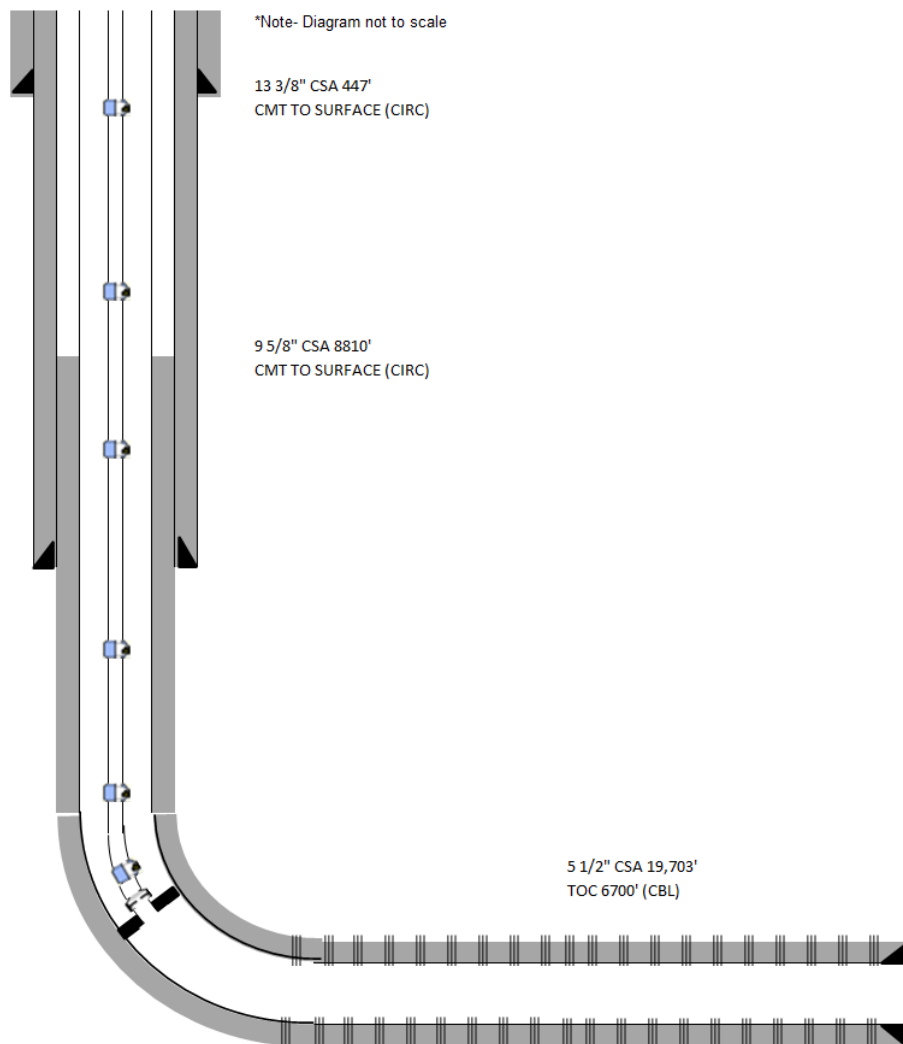 *Note- Diagram not to scale
13 3/8" CSA 447'
CMT TO SURFACE (CIRC)
9 5/8" CSA 8810'
CMT TO SURFACE (CIRC)
5 1/2" CSA 19,703'
TOC 6700' (CBL)